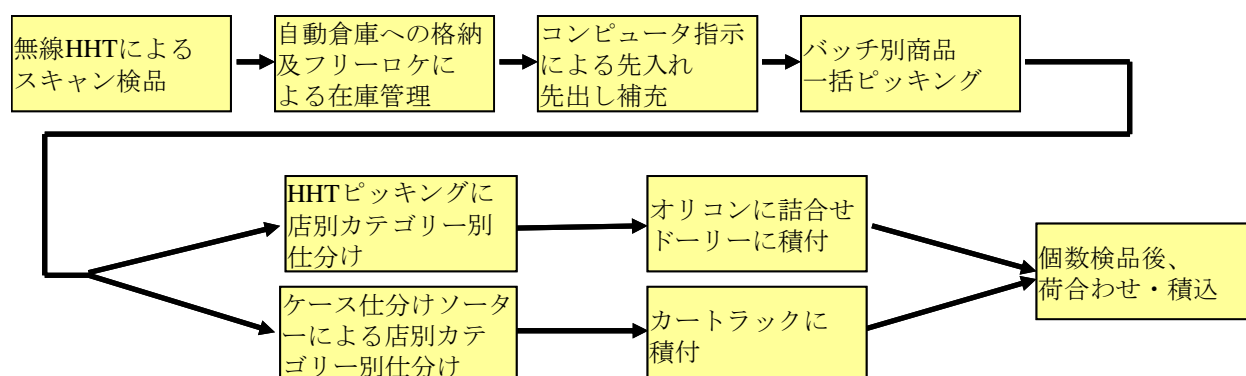 無線HHTによる
スキャン検品
自動倉庫への格納
及フリーロケに
よる在庫管理
コンピュータ指示
による先入れ
先出し補充
バッチ別商品
一括ピッキング
HHTピッキングに
店別カテゴリー別
仕分け
オリコンに詰合せ
ドーリーに積付
ケース仕分けソータ
ーによる店別カテ
ゴリー別仕分け
カートラックに
積付
個数検品後、
荷合わせ・積込